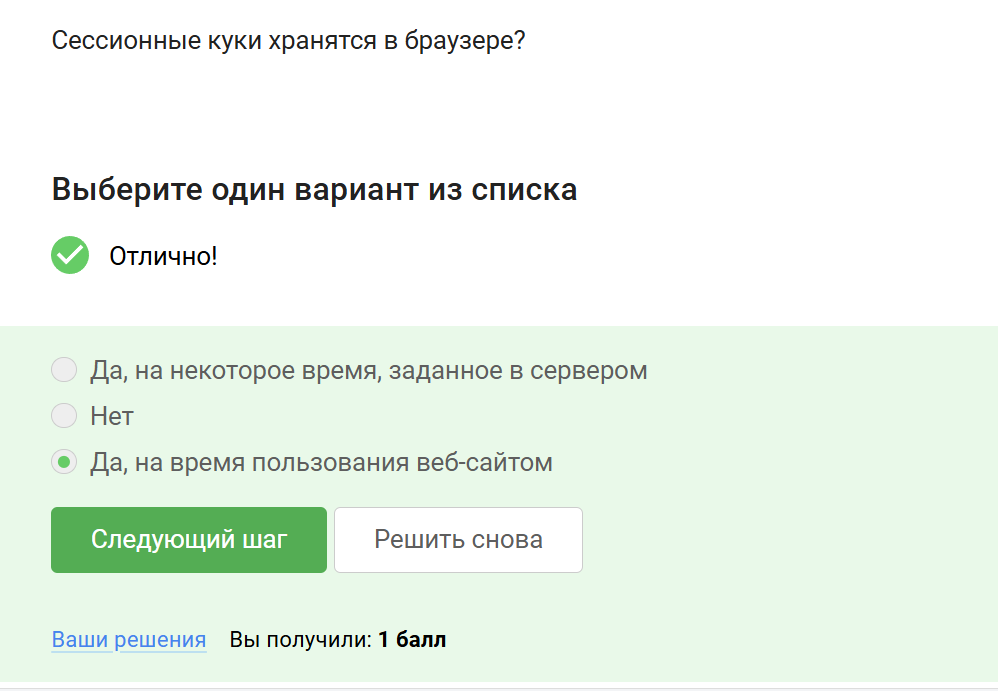 Сессионные куки хранятся в браузере?
Выберите один вариант из списка
Отлично!
Да, на некоторое время, заданное в сервером
Нет
Да, на время пользования веб-сайтом
Следующий шаг Решить снова
Ваши решения Вы получили: 1 балл